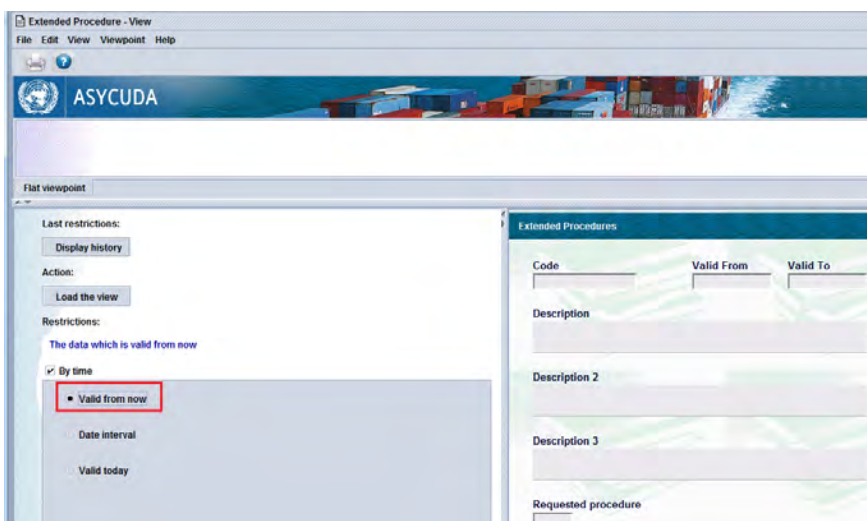 Extended Procedure - View
File Edit View Viewpoint Help
ASYCUDA
Flat viewpoint
Last restrictions:
Display history
Action:
Load the view
Restrictions:
The data which is valid from now
By time
Valid from now
Date interval
Valid today
Extended Procedures
Code Valid From Valid To
Description
Description 2
Description 3
Requested procedure